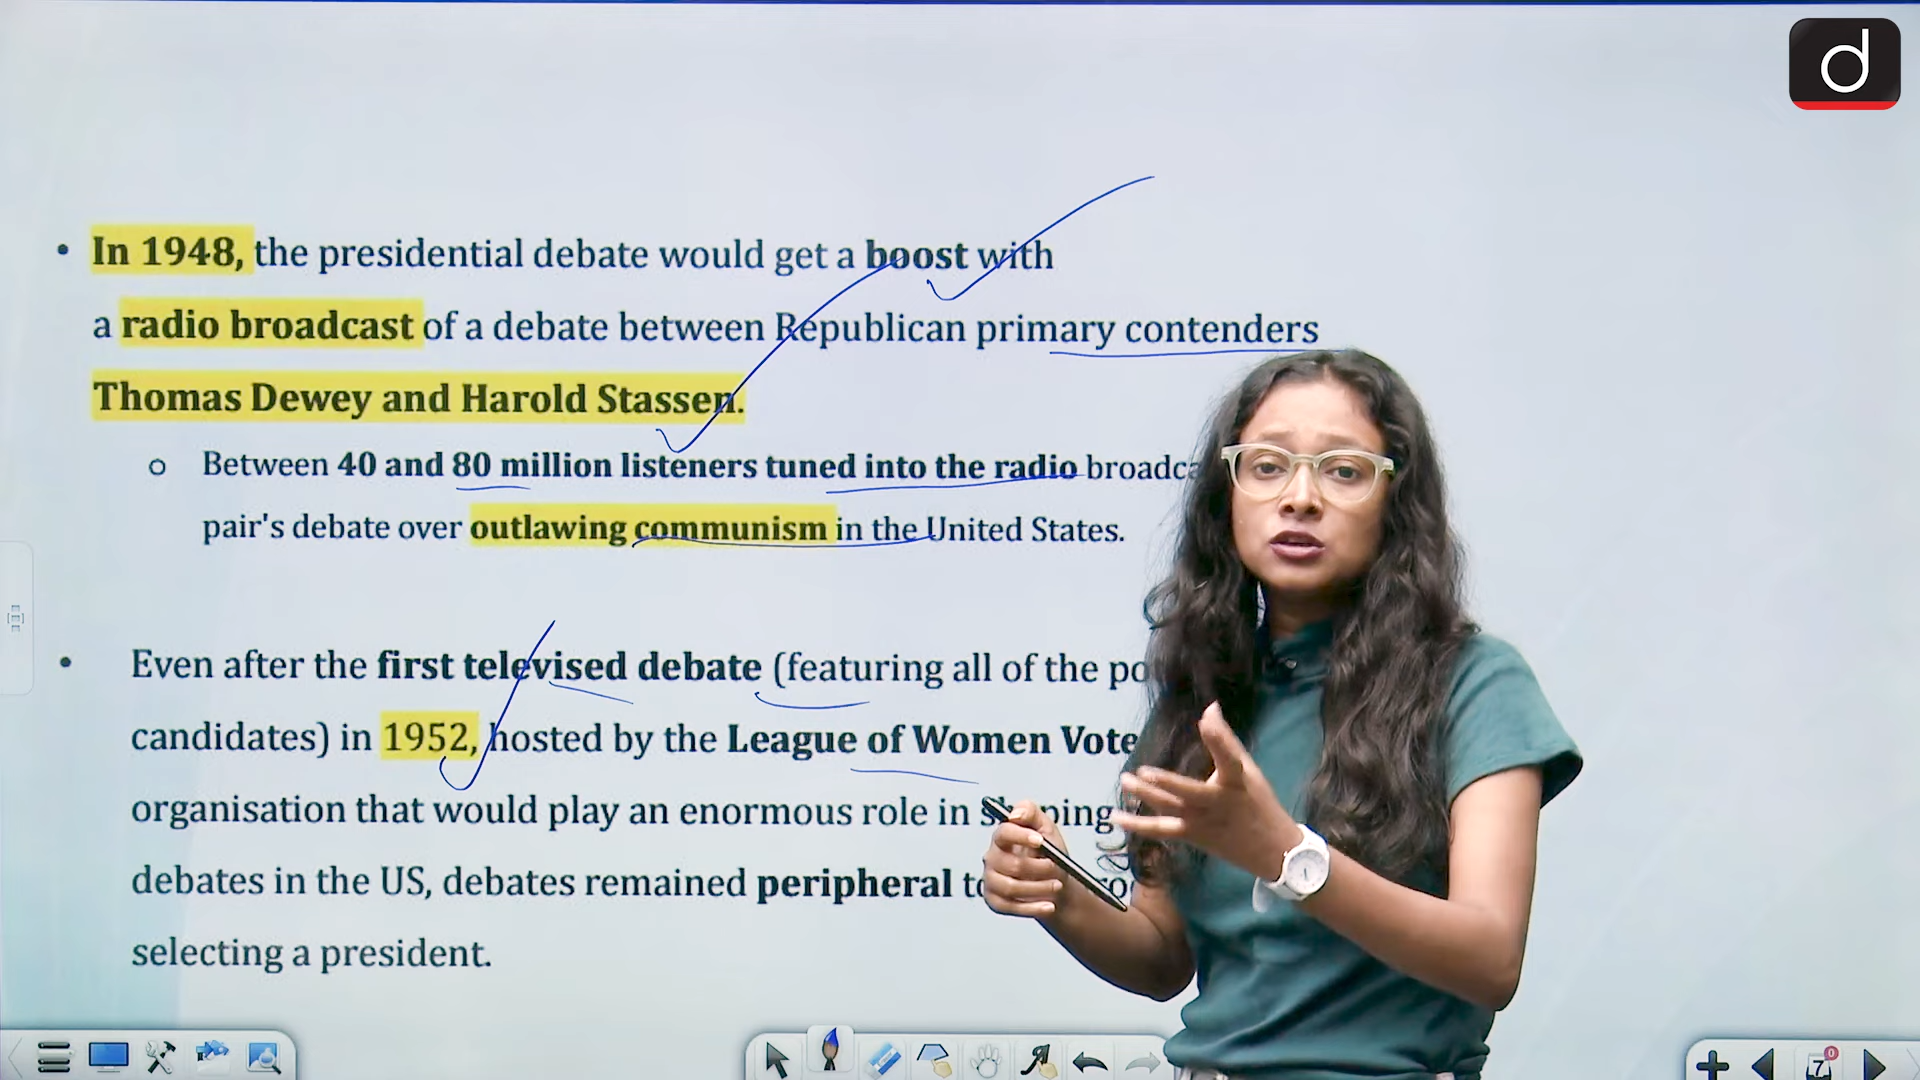 d
• In 1948, the presidential debate would get a boost with
a radio broadcast of a debate between Republican primary contenders
Thomas Dewey and Harold Stassen.
o Between 40 and 80 million listeners tuned into the radio
pair's debate over outlawing communism in the United States.
• Even after the first televised debate (featuring all of the
candidates) in 1952, hosted by the League of Women
organisation that would play an enormous role in
debates in the US, debates remained peripheral
selecting a president.
7 0